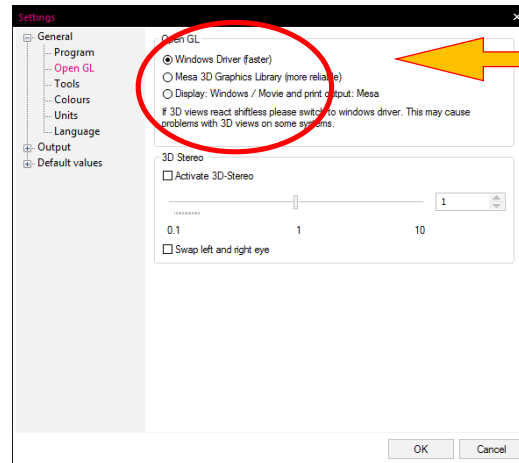 Settings
General
Program
Open GL
Tools
Colours
Units
Language
Output
Default values
Open GL
Windows Driver (faster)
Mesa 3D Graphics Library (more reliable)
Display: Windows / Movie and print output: Mesa
If 3D views react shiftless please switch to windows driver. This may cause
problems with 3D views on some systems.
3D Stereo
Activate 3D-Stereo
1
0.1 1 10
Swap left and right eye
OK Cancel